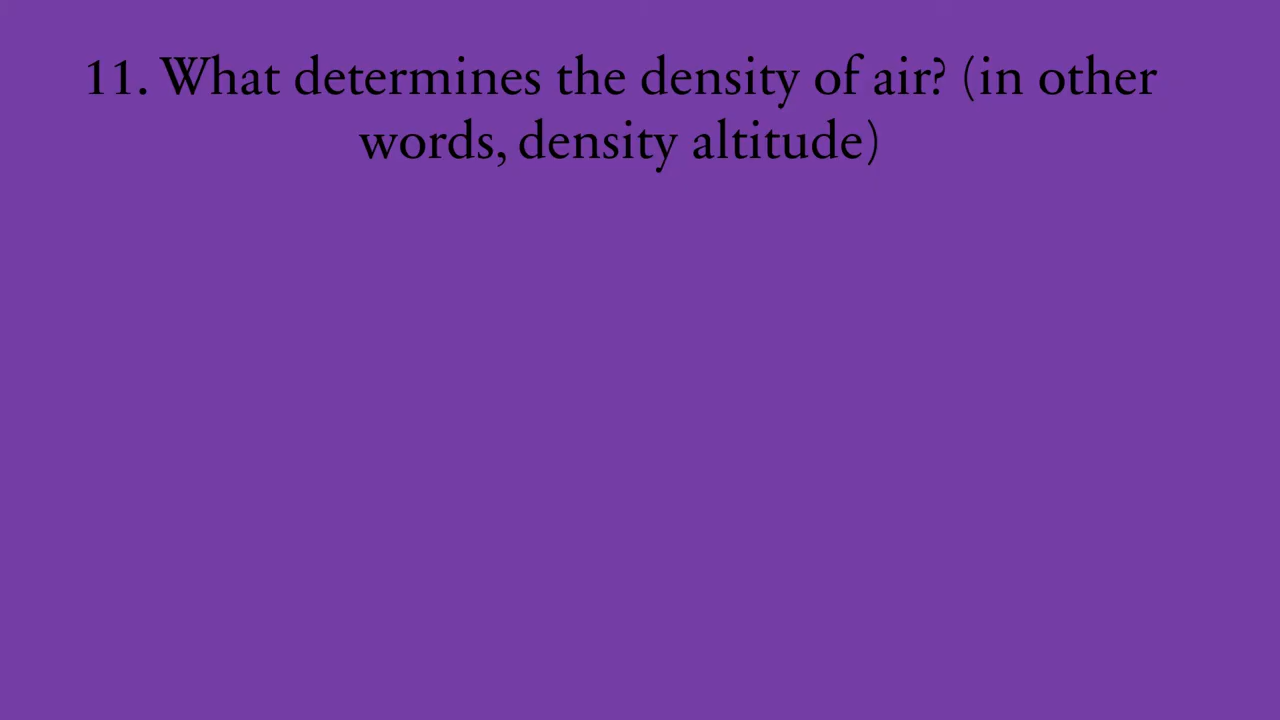 11. What determines the density of air? (in other
words, density altitude)